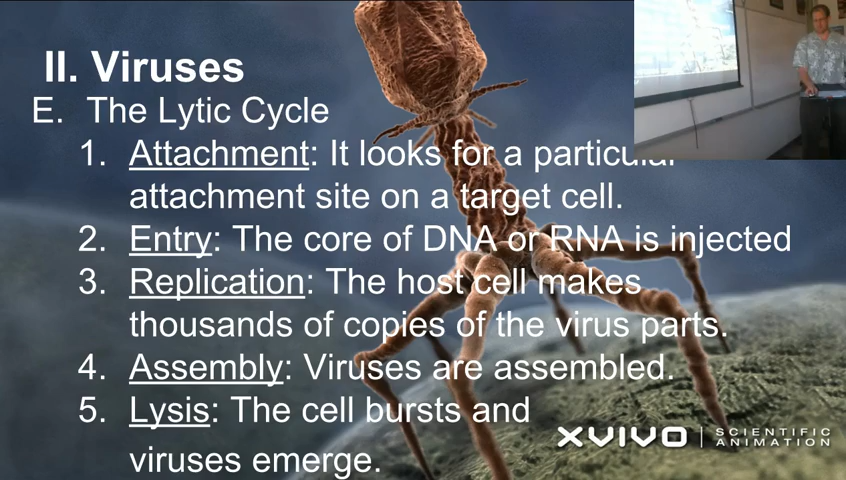 II. Viruses
E. The Lytic Cycle
1. Attachment: It looks for a particular
attachment site on a target cell.
2. Entry: The core of DNA or RNA is injected
3. Replication: The host cell makes
thousands of copies of the virus parts.
4. Assembly: Viruses are assembled.
5. Lysis: The cell bursts and
viruses emerge.
XVIVO | SCIENTIFIC
ANIMATION